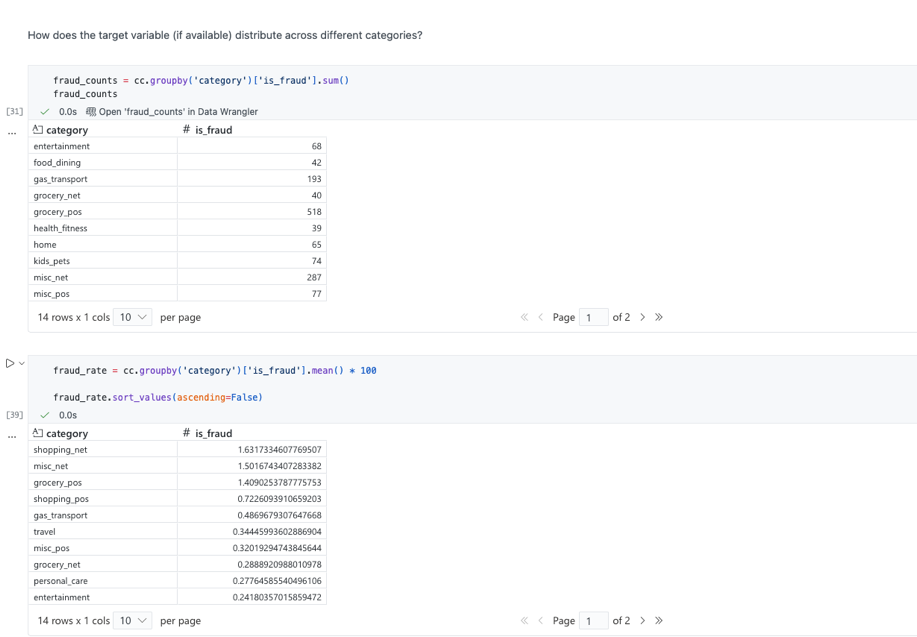 How does the target variable (if available) distribute across different categories?
fraud_counts = cc.groupby('category')['is_fraud'].sum()
fraud_counts
[31] ✓ 0.0s Open 'fraud_counts' in Data Wrangler
... category # is_fraud
entertainment 68
food_dining 42
gas_transport 193
grocery_net 40
grocery_pos 518
health_fitness 39
home 65
kids_pets 74
misc_net 287
misc_pos 77
14 rows x 1 cols 10 per page Page 1 of 2
fraud_rate = cc.groupby('category')['is_fraud'].mean() * 100
fraud_rate.sort_values(ascending=False)
[39] ✓ 0.0s
... category # is_fraud
shopping_net 1.6317334607769507
misc_net 1.5016743407283382
grocery_pos 1.4090253787775753
shopping_pos 0.7226093910659203
gas_transport 0.4869679307647668
travel 0.34445993602886904
misc_pos 0.32019294743845644
grocery_net 0.2888920988010978
personal_care 0.27764585540496106
entertainment 0.24180357015859472
14 rows x 1 cols 10 per page Page 1 of 2